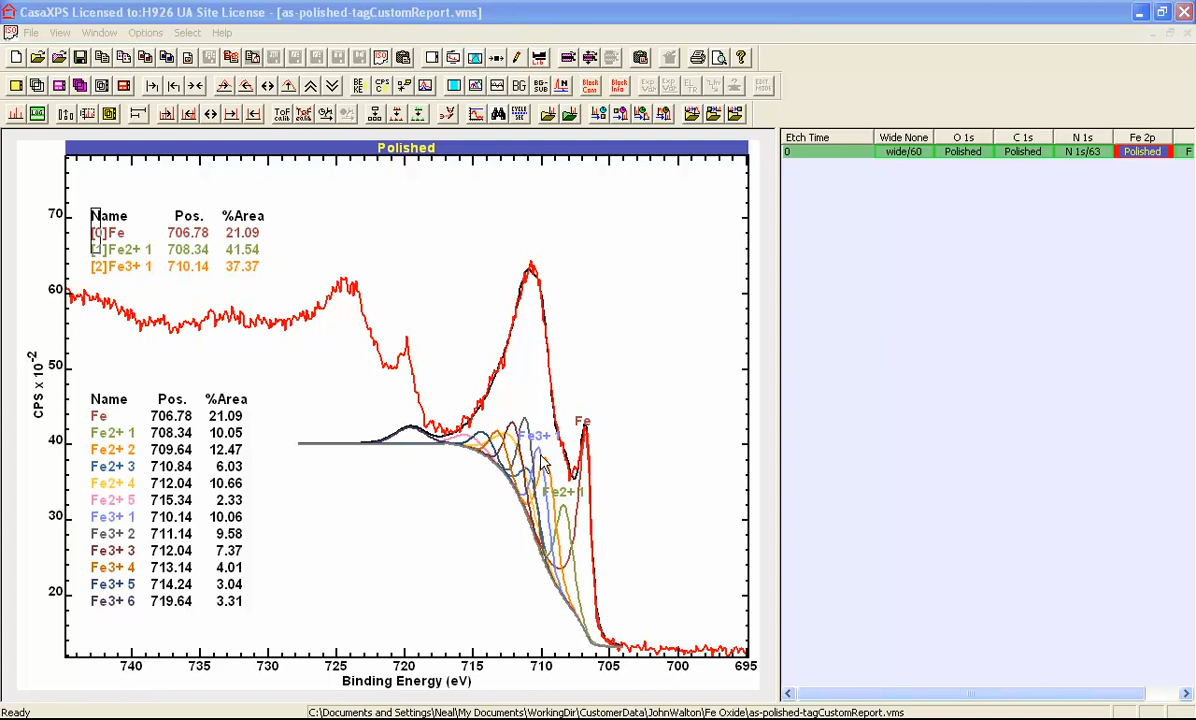 CasaXPS Licensed to:H926 UA Site License - [as-polished-tagCustomReport.vms]
File View Window Options Select Help
Polished
Name Pos. %Area
[0]Fe 706.78 21.09
[1]Fe2+ 1 708.34 41.54
[2]Fe3+ 1 710.14 37.37
70
60
50
40
30
20
CPS x 10-2
Name Pos. %Area
Fe 706.78 21.09
Fe2+ 1 708.34 10.05
Fe2+ 2 709.64 12.47
Fe2+ 3 710.84 6.03
Fe2+ 4 712.04 10.66
Fe2+ 5 715.34 2.33
Fe3+ 1 710.14 10.06
Fe3+ 2 711.14 9.58
Fe3+ 3 712.04 7.37
Fe3+ 4 713.14 4.01
Fe3+ 5 714.24 3.04
Fe3+ 6 719.64 3.31
Fe
Fe3+ 1
Fe2+ 1
740 735 730 725 720 715 710 705 700 695
Binding Energy (eV)
Etch Time Wide None O 1s C 1s N 1s Fe 2p
0 wide/60 Polished Polished N 1s/63 Polished F
Ready C:\Documents and Settings\Neal\My Documents\WorkingDir\CustomerData\JohnWalton\Fe Oxide\as-polished-tagCustomReport.vms